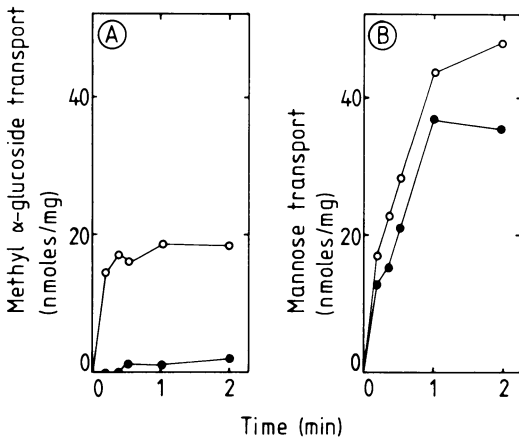 A
B
Methyl α-glucoside transport
(nmoles/mg)
40
20
0
0
1
2
Mannose transport
(nmoles/mg)
40
20
0
0
1
2
Time (min)